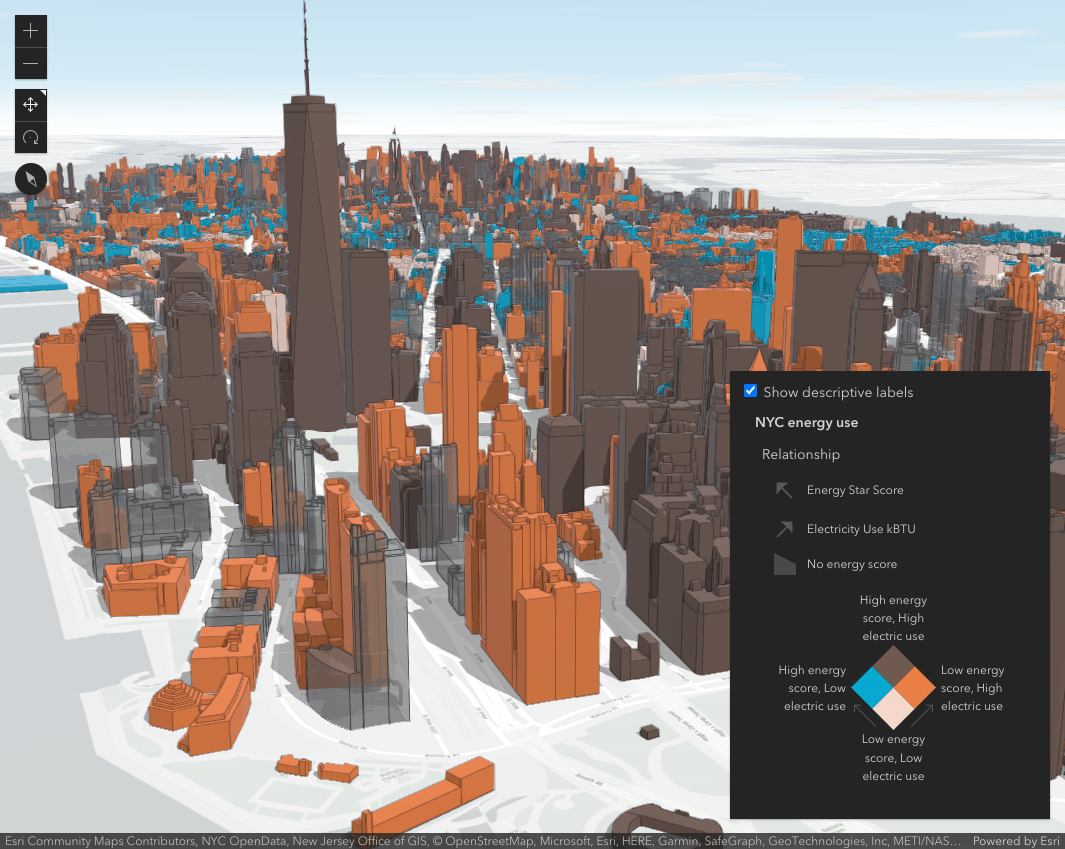 Show descriptive labels
NYC energy use
Relationship
Energy Star Score
Electricity Use kBTU
No energy score
High energy
score, High
electric use
High energy
score, Low
electric use
Low energy
score, High
electric use
Low energy
score, Low
electric use
Esri Community Maps Contributors, NYC OpenData, New Jersey Office of GIS, © OpenStreetMap, Microsoft, Esri, HERE, Garmin, SafeGraph, GeoTechnologies, Inc, METI/NAS… Powered by Esri